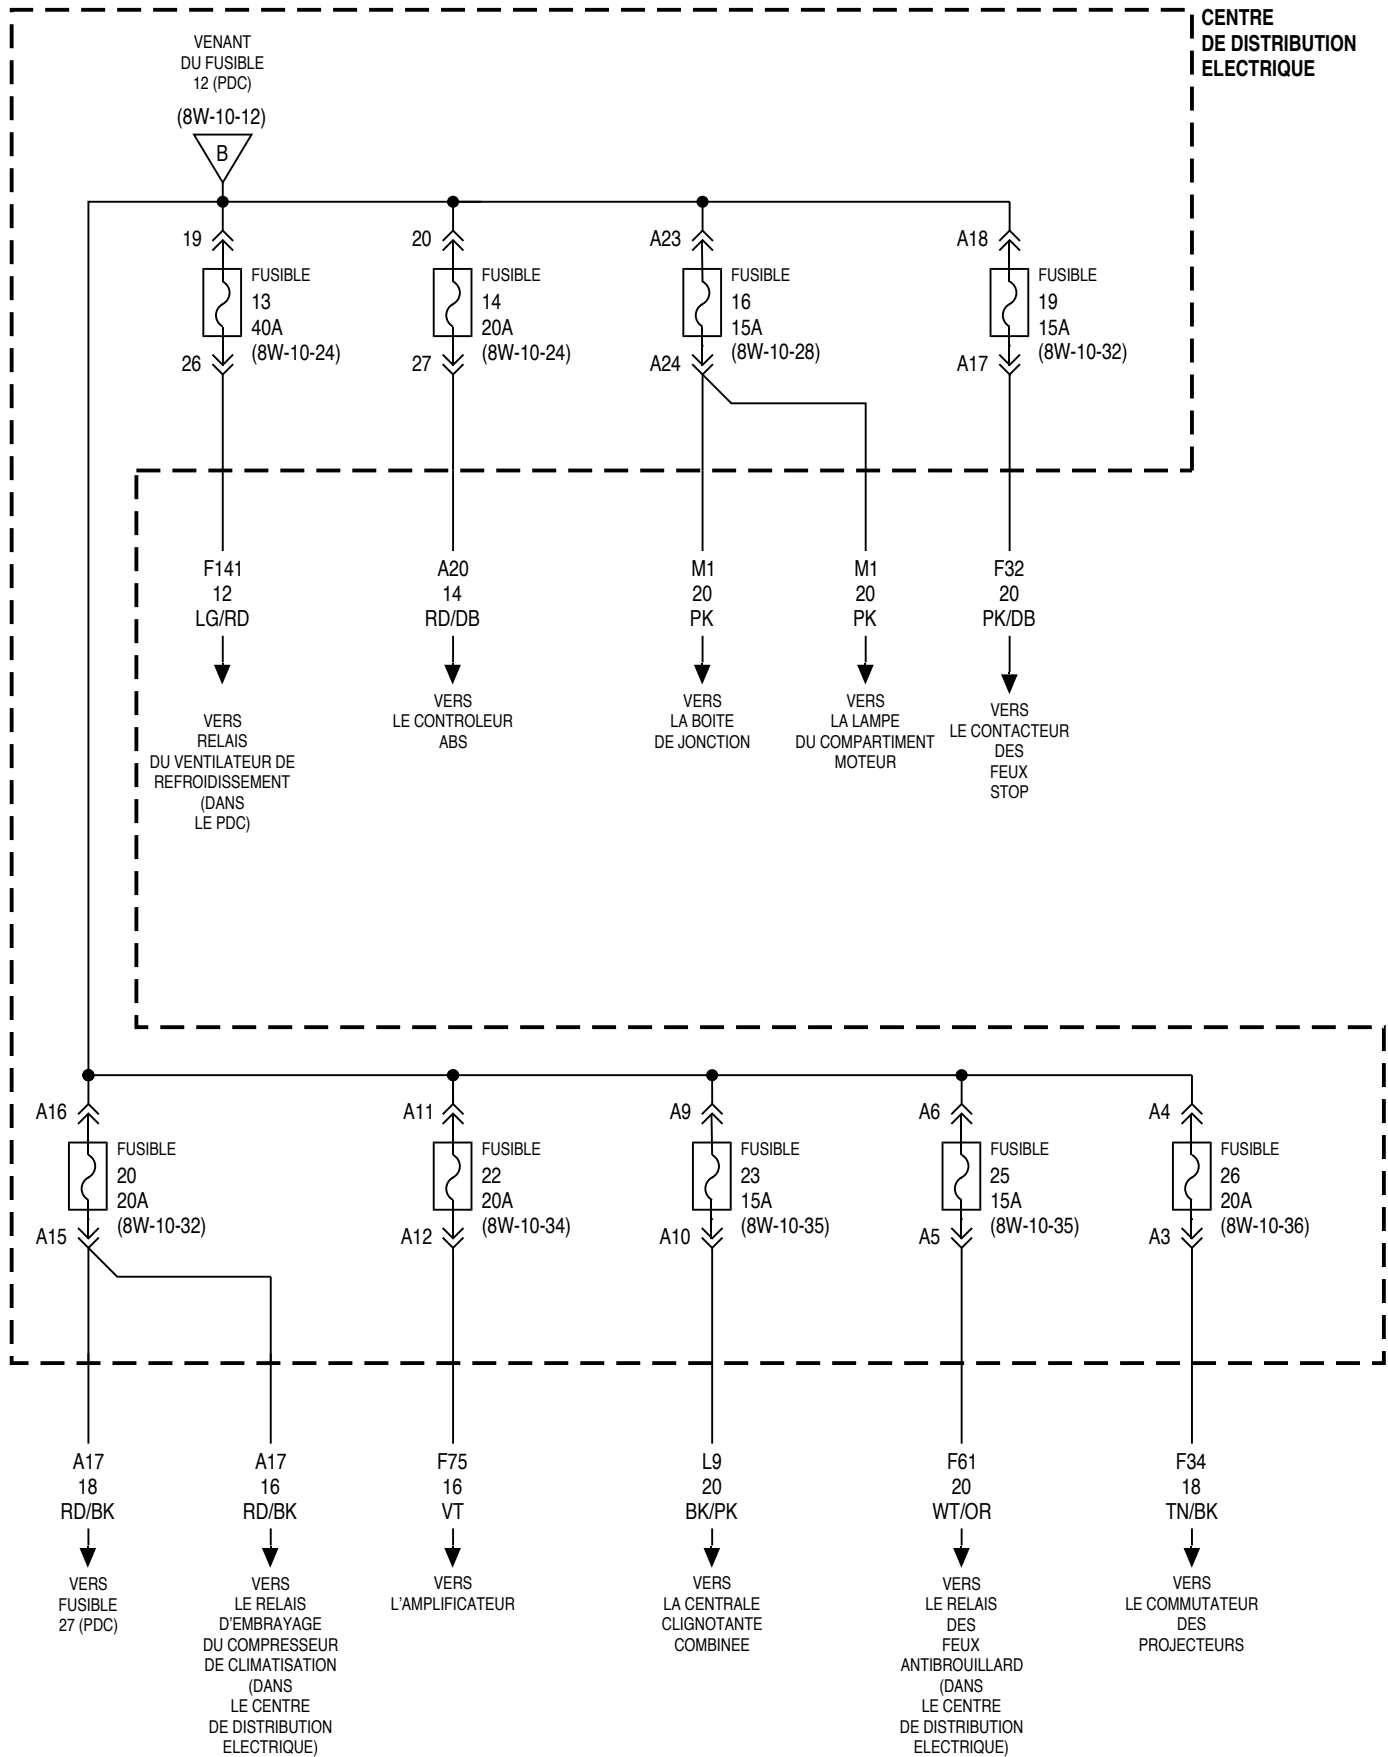 CENTRE
DE DISTRIBUTION
ELECTRIQUE
VENANT
DU FUSIBLE
12 (PDC)
(8W-10-12)
B
19
FUSIBLE
13
40A
(8W-10-24)
26
20
FUSIBLE
14
20A
(8W-10-24)
27
A23
FUSIBLE
16
15A
(8W-10-28)
A24
A18
FUSIBLE
19
15A
(8W-10-32)
A17
F141
12
LG/RD
VERS
RELAIS
DU VENTILATEUR DE
REFROIDISSEMENT
(DANS
LE PDC)
A20
14
RD/DB
VERS
LE CONTROLEUR
ABS
M1
20
PK
VERS
LA BOITE
DE JONCTION
M1
20
PK
VERS
LA LAMPE
DU COMPARTIMENT
MOTEUR
F32
20
PK/DB
VERS
LE CONTACTEUR
DES
FEUX
STOP
A16
FUSIBLE
20
20A
(8W-10-32)
A15
A11
FUSIBLE
22
20A
(8W-10-34)
A12
A9
FUSIBLE
23
15A
(8W-10-35)
A10
A6
FUSIBLE
25
15A
(8W-10-35)
A5
A4
FUSIBLE
26
20A
(8W-10-36)
A3
A17
18
RD/BK
VERS
FUSIBLE
27 (PDC)
A17
16
RD/BK
VERS
LE RELAIS
D'EMBRAYAGE
DU COMPRESSEUR
DE CLIMATISATION
(DANS
LE CENTRE
DE DISTRIBUTION
ELECTRIQUE)
F75
16
VT
VERS
L'AMPLIFICATEUR
L9
20
BK/PK
VERS
LA CENTRALE
CLIGNOTANTE
COMBINEE
F61
20
WT/OR
VERS
LE RELAIS
DES
FEUX
ANTIBROUILLARD
(DANS
LE CENTRE
DE DISTRIBUTION
ELECTRIQUE)
F34
18
TN/BK
VERS
LE COMMUTATEUR
DES
PROJECTEURS